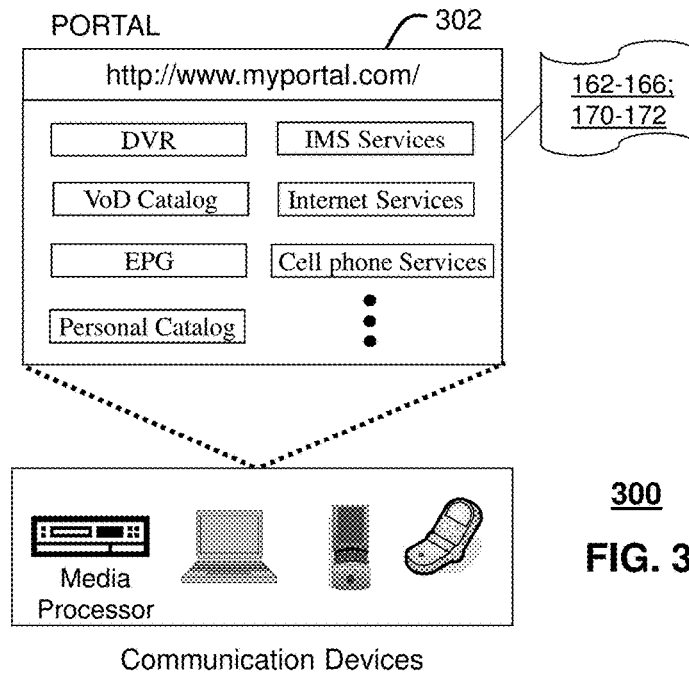 PORTAL
302
http://www.myportal.com/
162-166;
170-172
DVR
IMS Services
VoD Catalog
Internet Services
EPG
Cell phone Services
Personal Catalog
300
FIG. 3
Media
Processor
Communication Devices